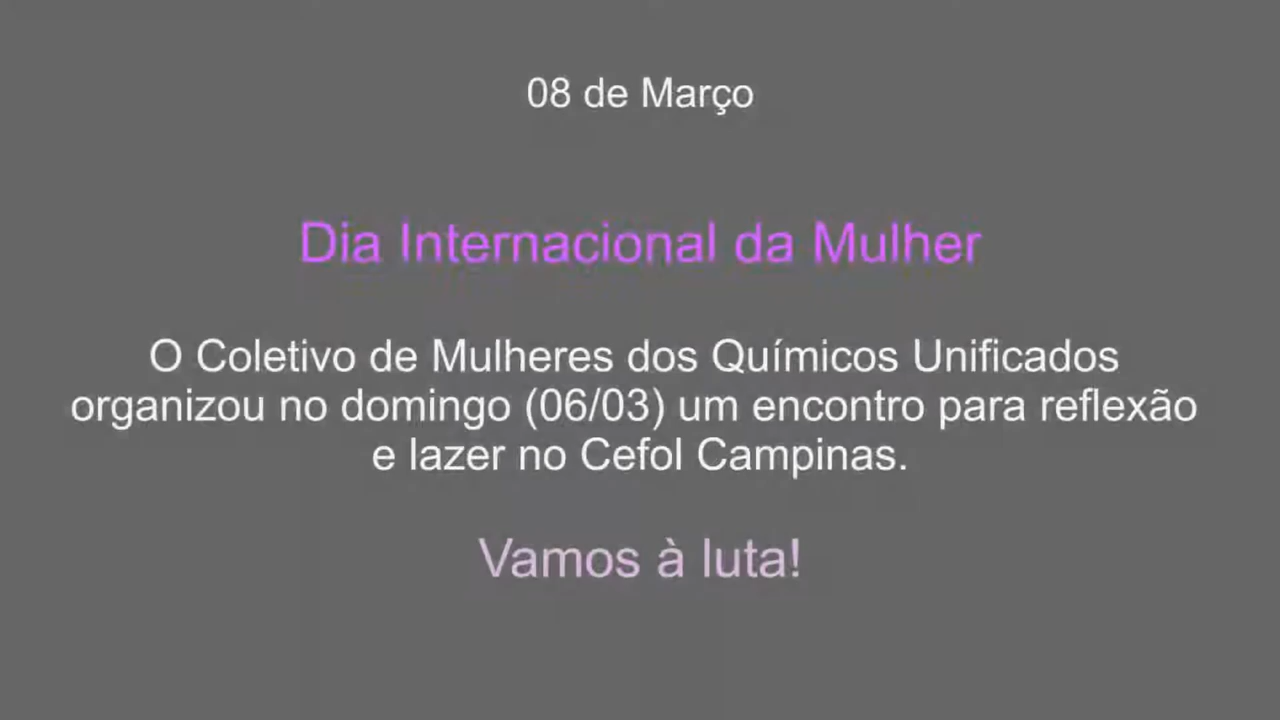 08 de Março
Dia Internacional da Mulher
O Coletivo de Mulheres dos Químicos Unificados
organizou no domingo (06/03) um encontro para reflexão
e lazer no Cefol Campinas.
Vamos à luta!